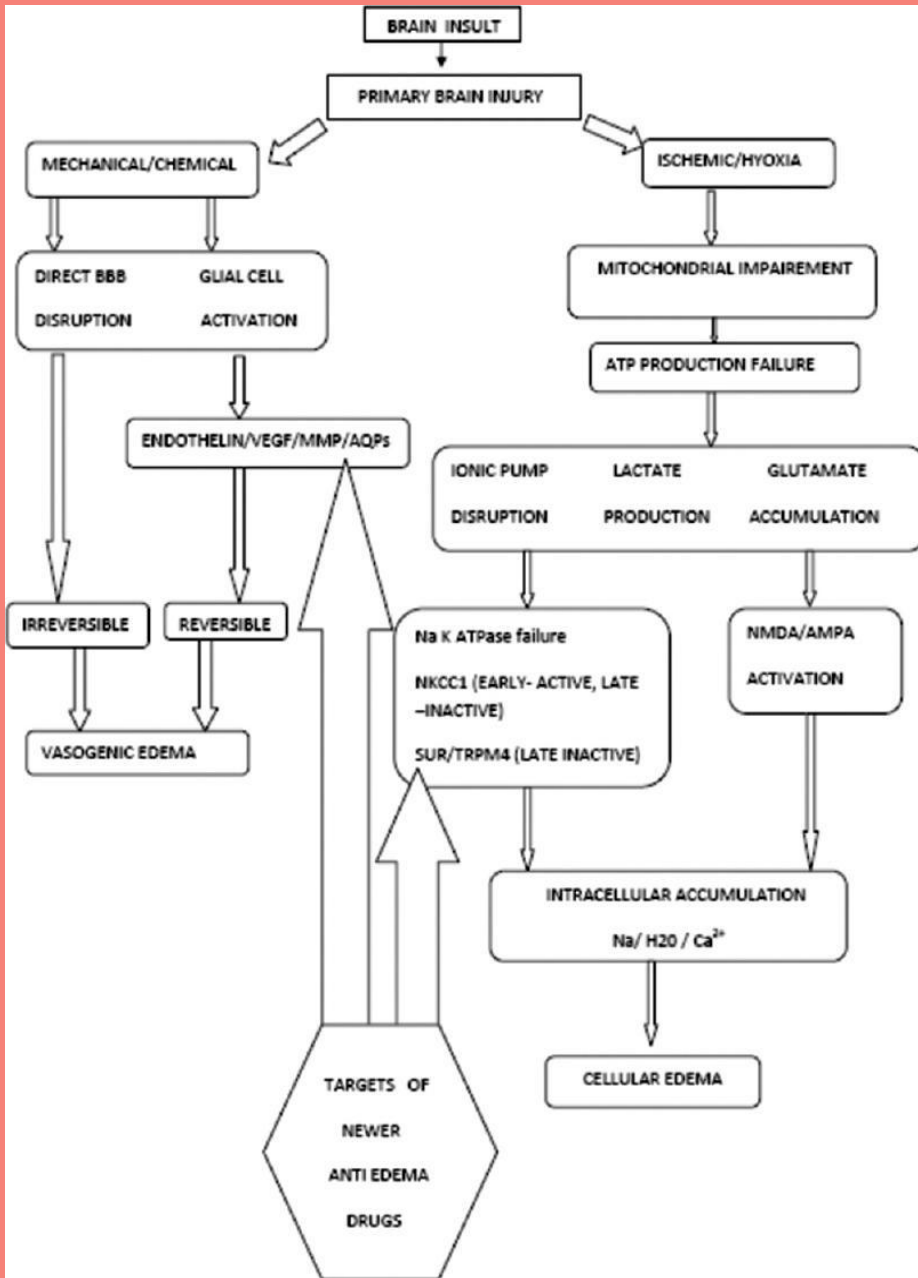 BRAIN INSULT
PRIMARY BRAIN INJURY
MECHANICAL/CHEMICAL
ISCHEMIC/HYOXIA
DIRECT BBB
DISRUPTION
GLIAL CELL
ACTIVATION
MITOCHONDRIAL IMPAIREMENT
ATP PRODUCTION FAILURE
ENDOTHELIN/VEGF/MMP/AQPs
IONIC PUMP
DISRUPTION
LACTATE
PRODUCTION
GLUTAMATE
ACCUMULATION
IRREVERSIBLE
REVERSIBLE
Na K ATPase failure
NKCC1 (EARLY- ACTIVE, LATE
–INACTIVE)
SUR/TRPM4 (LATE INACTIVE)
NMDA/AMPA
ACTIVATION
VASOGENIC EDEMA
INTRACELLULAR ACCUMULATION
Na/ H20 / Ca²⁺
CELLULAR EDEMA
TARGETS OF
NEWER
ANTI EDEMA
DRUGS